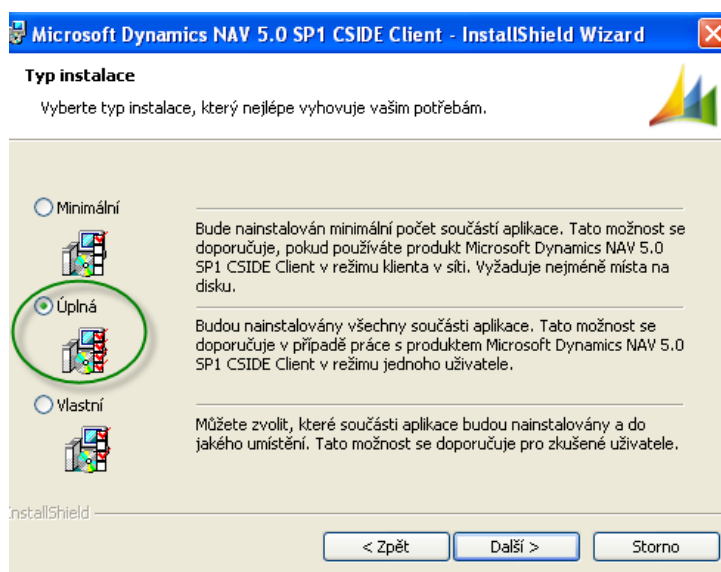 Microsoft Dynamics NAV 5.0 SP1 CSIDE Client - InstallShield Wizard
Typ instalace
Vyberte typ instalace, který nejlépe vyhovuje vašim potřebám.
Minimální
Bude nainstalován minimální počet součástí aplikace. Tato možnost se
doporučuje, pokud používáte produkt Microsoft Dynamics NAV 5.0
SP1 CSIDE Client v režimu klienta v síti. Vyžaduje nejméně místa na
disku.
Úplná
Budou nainstalovány všechny součásti aplikace. Tato možnost se
doporučuje v případě práce s produktem Microsoft Dynamics NAV 5.0
SP1 CSIDE Client v režimu jednoho uživatele.
Vlastní
Můžete zvolit, které součásti aplikace budou nainstalovány a do
jakého umístění. Tato možnost se doporučuje pro zkušené uživatele.
InstallShield
< Zpět
Další >
Storno